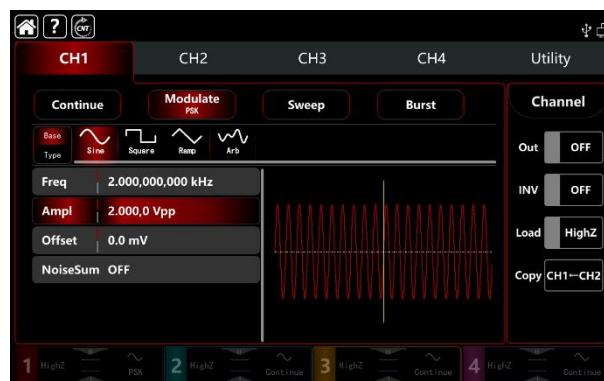 ? CNT
CH1 CH2 CH3 CH4 Utility
Continue Modulate Sweep Burst Channel
PSK
Base
Type Sine Square Ramp Arb
Out OFF
Freq 2.000,000,000 kHz
INV OFF
Ampl 2.000,0 Vpp
Offset 0.0 mV
Load HighZ
NoiseSum OFF
Copy CH1←CH2
1 HighZ PSK 2 HighZ Continue 3 HighZ Continue 4 HighZ Continue